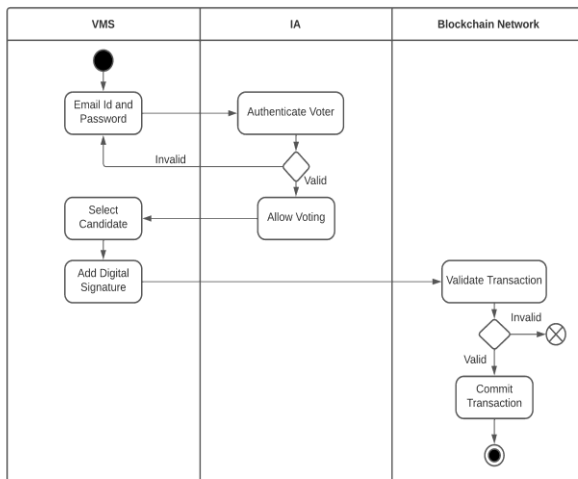 VMS
IA
Blockchain Network
Email Id and
Password
Authenticate Voter
Invalid
Valid
Select
Candidate
Allow Voting
Add Digital
Signature
Validate Transaction
Invalid
Valid
Commit
Transaction